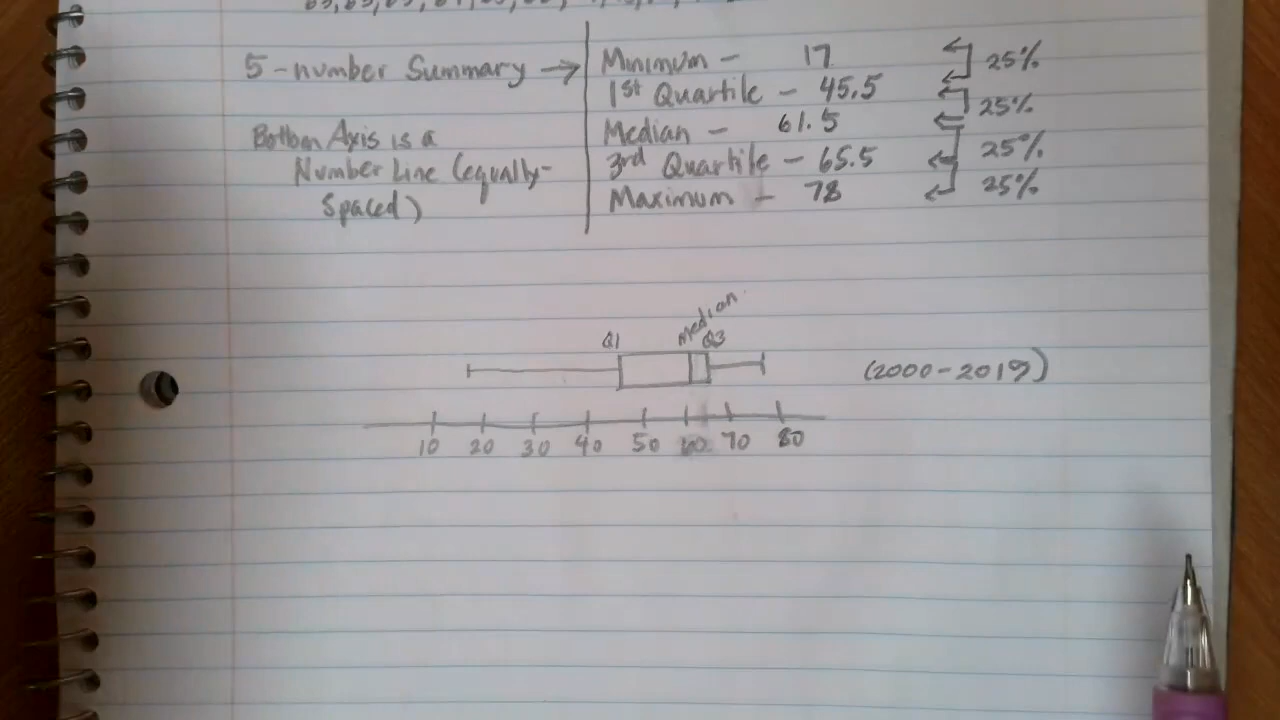 5-number Summary →
Minimum - 17 25%
1st Quartile - 45.5 25%
Median - 61.5 25%
3rd Quartile - 65.5 25%
Maximum - 78
Bottom Axis is a
Number Line (equally-
Spaced)
Q1 Median Q3
(2000-2019)
10 20 30 40 50 60 70 80